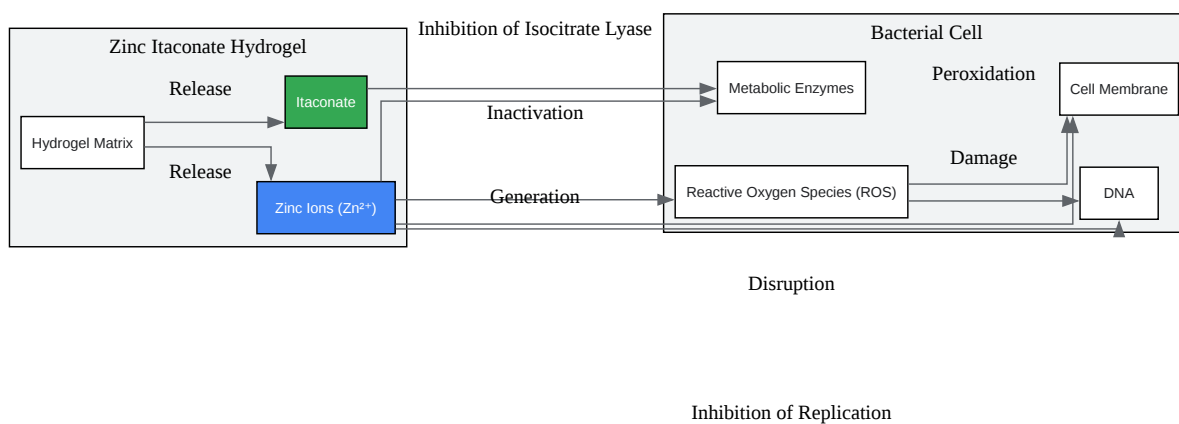 Inhibition of Isocitrate Lyase
Zinc Itaconate Hydrogel
Bacterial Cell
Release
Itaconate
Metabolic Enzymes
Peroxidation
Cell Membrane
Inactivation
Hydrogel Matrix
Release
Damage
Zinc Ions (Zn²⁺)
Generation
Reactive Oxygen Species (ROS)
DNA
Disruption
Inhibition of Replication